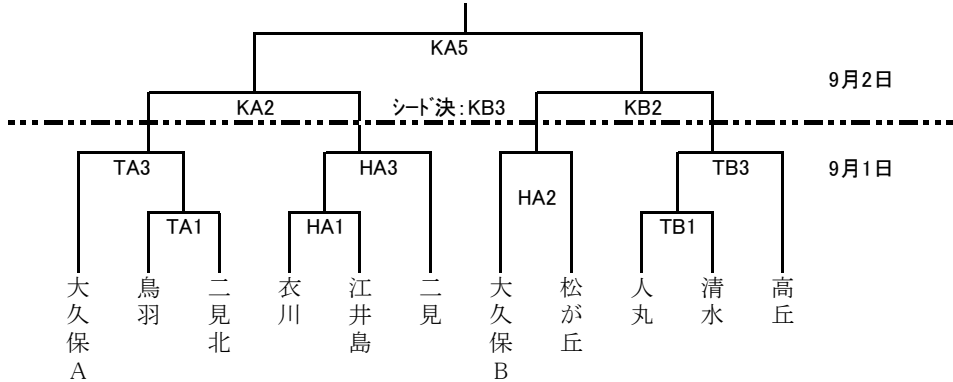 KA5
9月2日
KA2
シード決:KB3
KB2
TA3
HA3
TB3
9月1日
HA2
TA1
HA1
TB1
大久保A
鳥羽
二見北
衣川
江井島
二見
大久保B
松が丘
人丸
清水
高丘